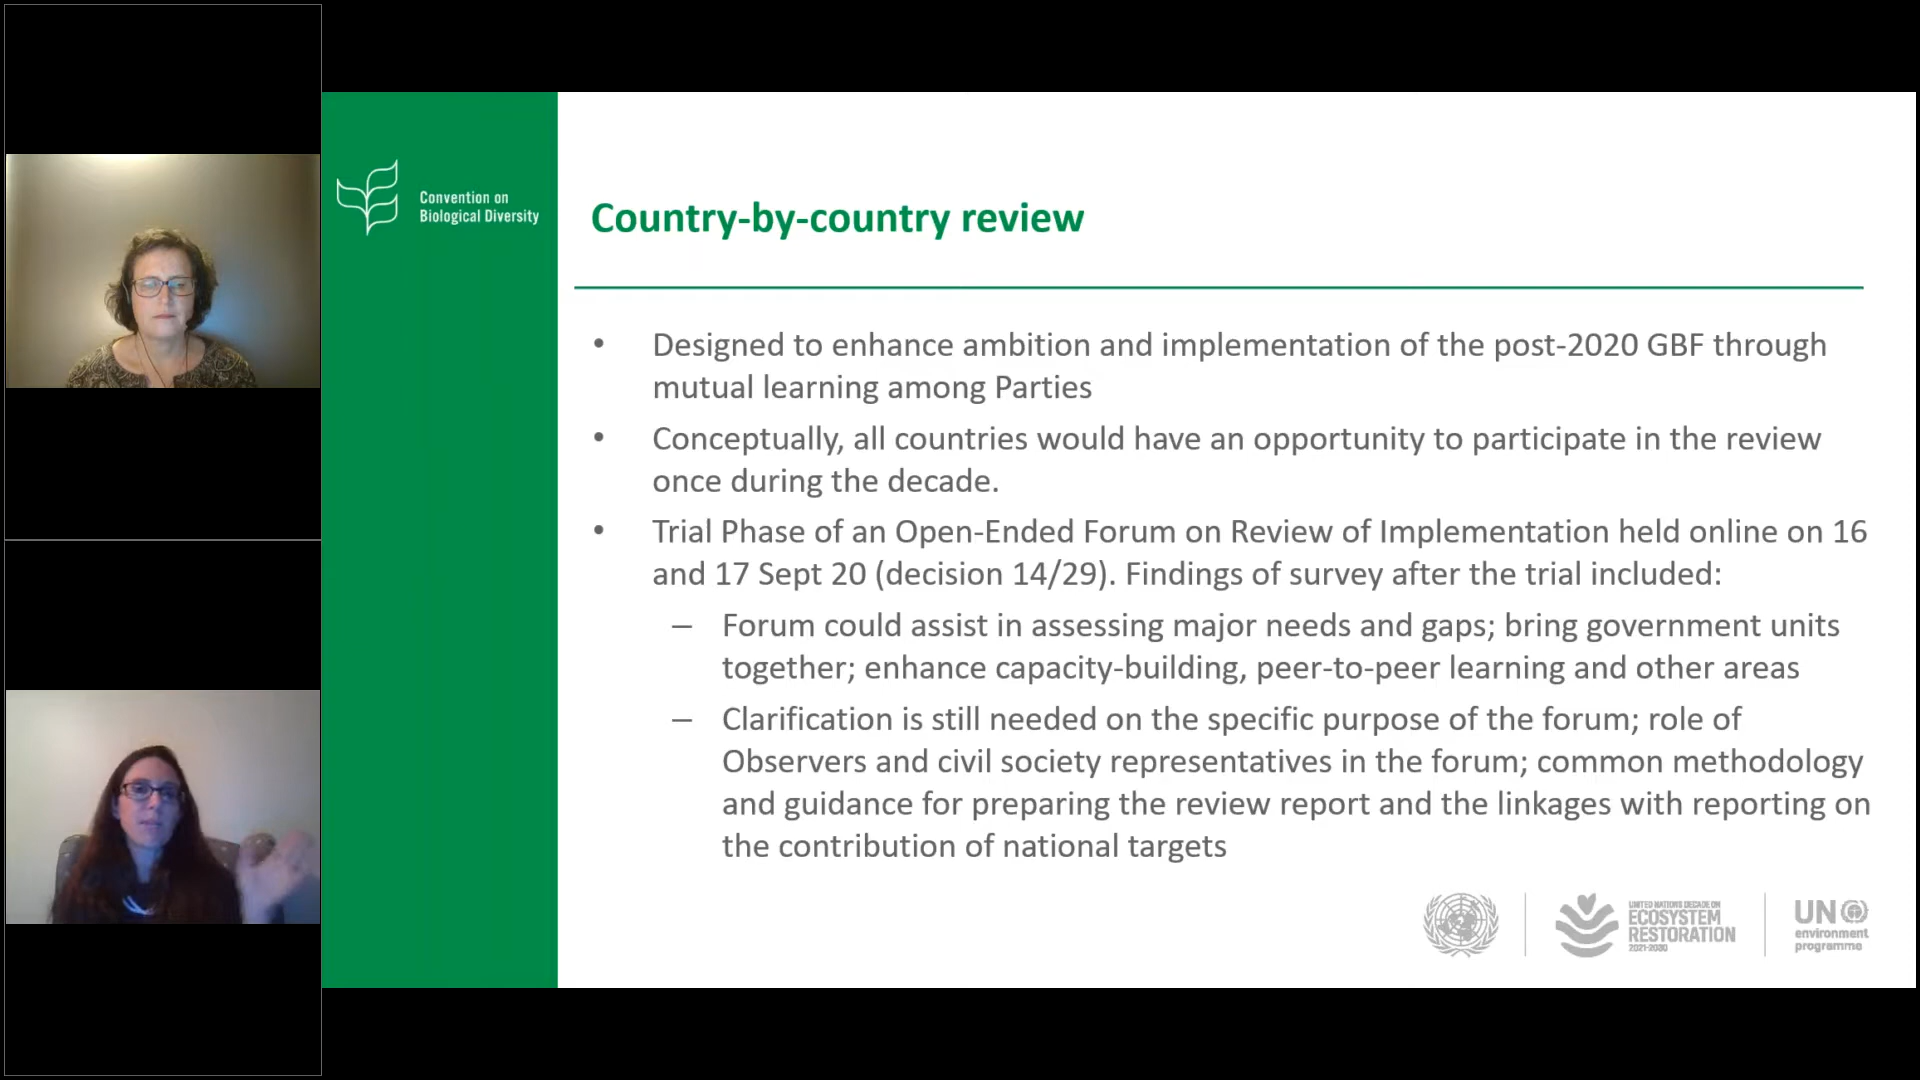 Convention on
Biological Diversity
Country-by-country review
• Designed to enhance ambition and implementation of the post-2020 GBF through
mutual learning among Parties
• Conceptually, all countries would have an opportunity to participate in the review
once during the decade.
• Trial Phase of an Open-Ended Forum on Review of Implementation held online on 16
and 17 Sept 20 (decision 14/29). Findings of survey after the trial included:
– Forum could assist in assessing major needs and gaps; bring government units
together; enhance capacity-building, peer-to-peer learning and other areas
– Clarification is still needed on the specific purpose of the forum; role of
Observers and civil society representatives in the forum; common methodology
and guidance for preparing the review report and the linkages with reporting on
the contribution of national targets
UNITED NATIONS DECADE ON
ECOSYSTEM
RESTORATION
2021-2030
UN
environment
programme